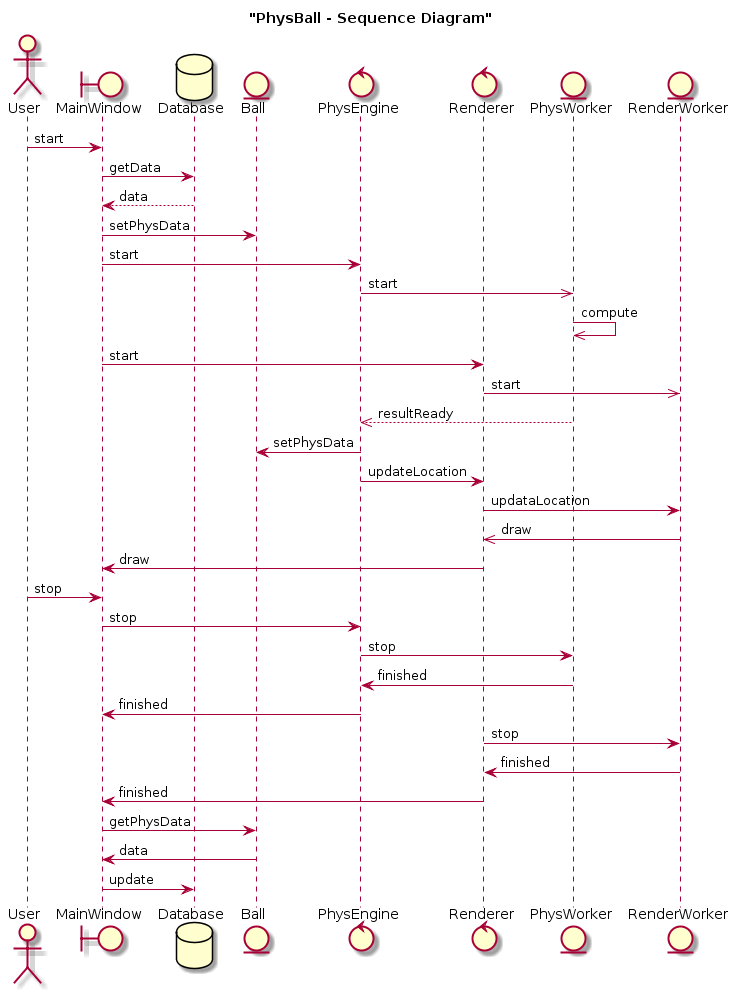 "PhysBall - Sequence Diagram"
User MainWindow Database Ball PhysEngine Renderer PhysWorker RenderWorker
start
getData
data
setPhysData
start
start
compute
start
start
resultReady
setPhysData
updateLocation
updataLocation
draw
draw
stop
stop
stop
finished
finished
stop
finished
finished
getPhysData
data
update
User MainWindow Database Ball PhysEngine Renderer PhysWorker RenderWorker